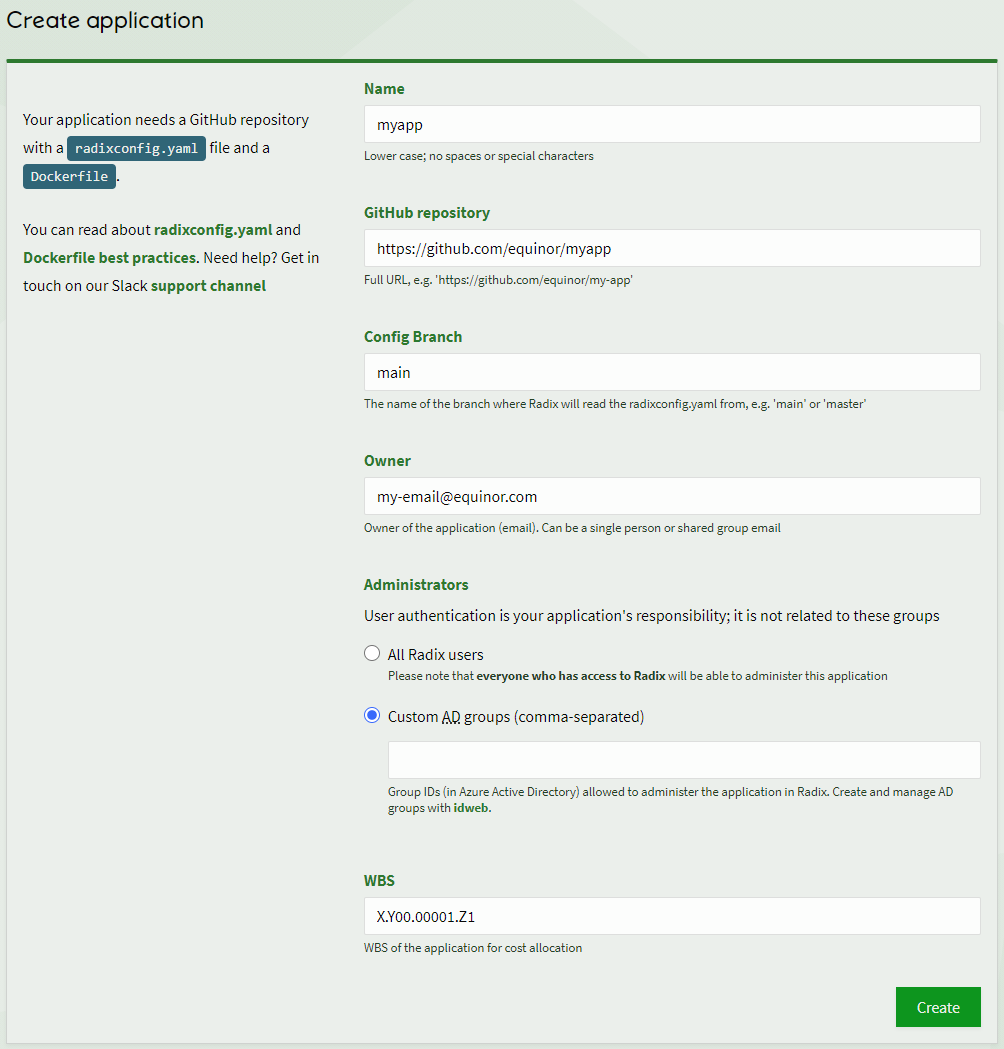 Create application
Your application needs a GitHub repository
with a radixconfig.yaml file and a
Dockerfile.
You can read about radixconfig.yaml and
Dockerfile best practices. Need help? Get in
touch on our Slack support channel
Name
myapp
Lower case; no spaces or special characters
GitHub repository
https://github.com/equinor/myapp
Full URL, e.g. 'https://github.com/equinor/my-app'
Config Branch
main
The name of the branch where Radix will read the radixconfig.yaml from, e.g. 'main' or 'master'
Owner
my-email@equinor.com
Owner of the application (email). Can be a single person or shared group email
Administrators
User authentication is your application's responsibility; it is not related to these groups
All Radix users
Please note that everyone who has access to Radix will be able to administer this application
Custom AD groups (comma-separated)
Group IDs (in Azure Active Directory) allowed to administer the application in Radix. Create and manage AD
groups with idweb.
WBS
X.Y00.00001.Z1
WBS of the application for cost allocation
Create